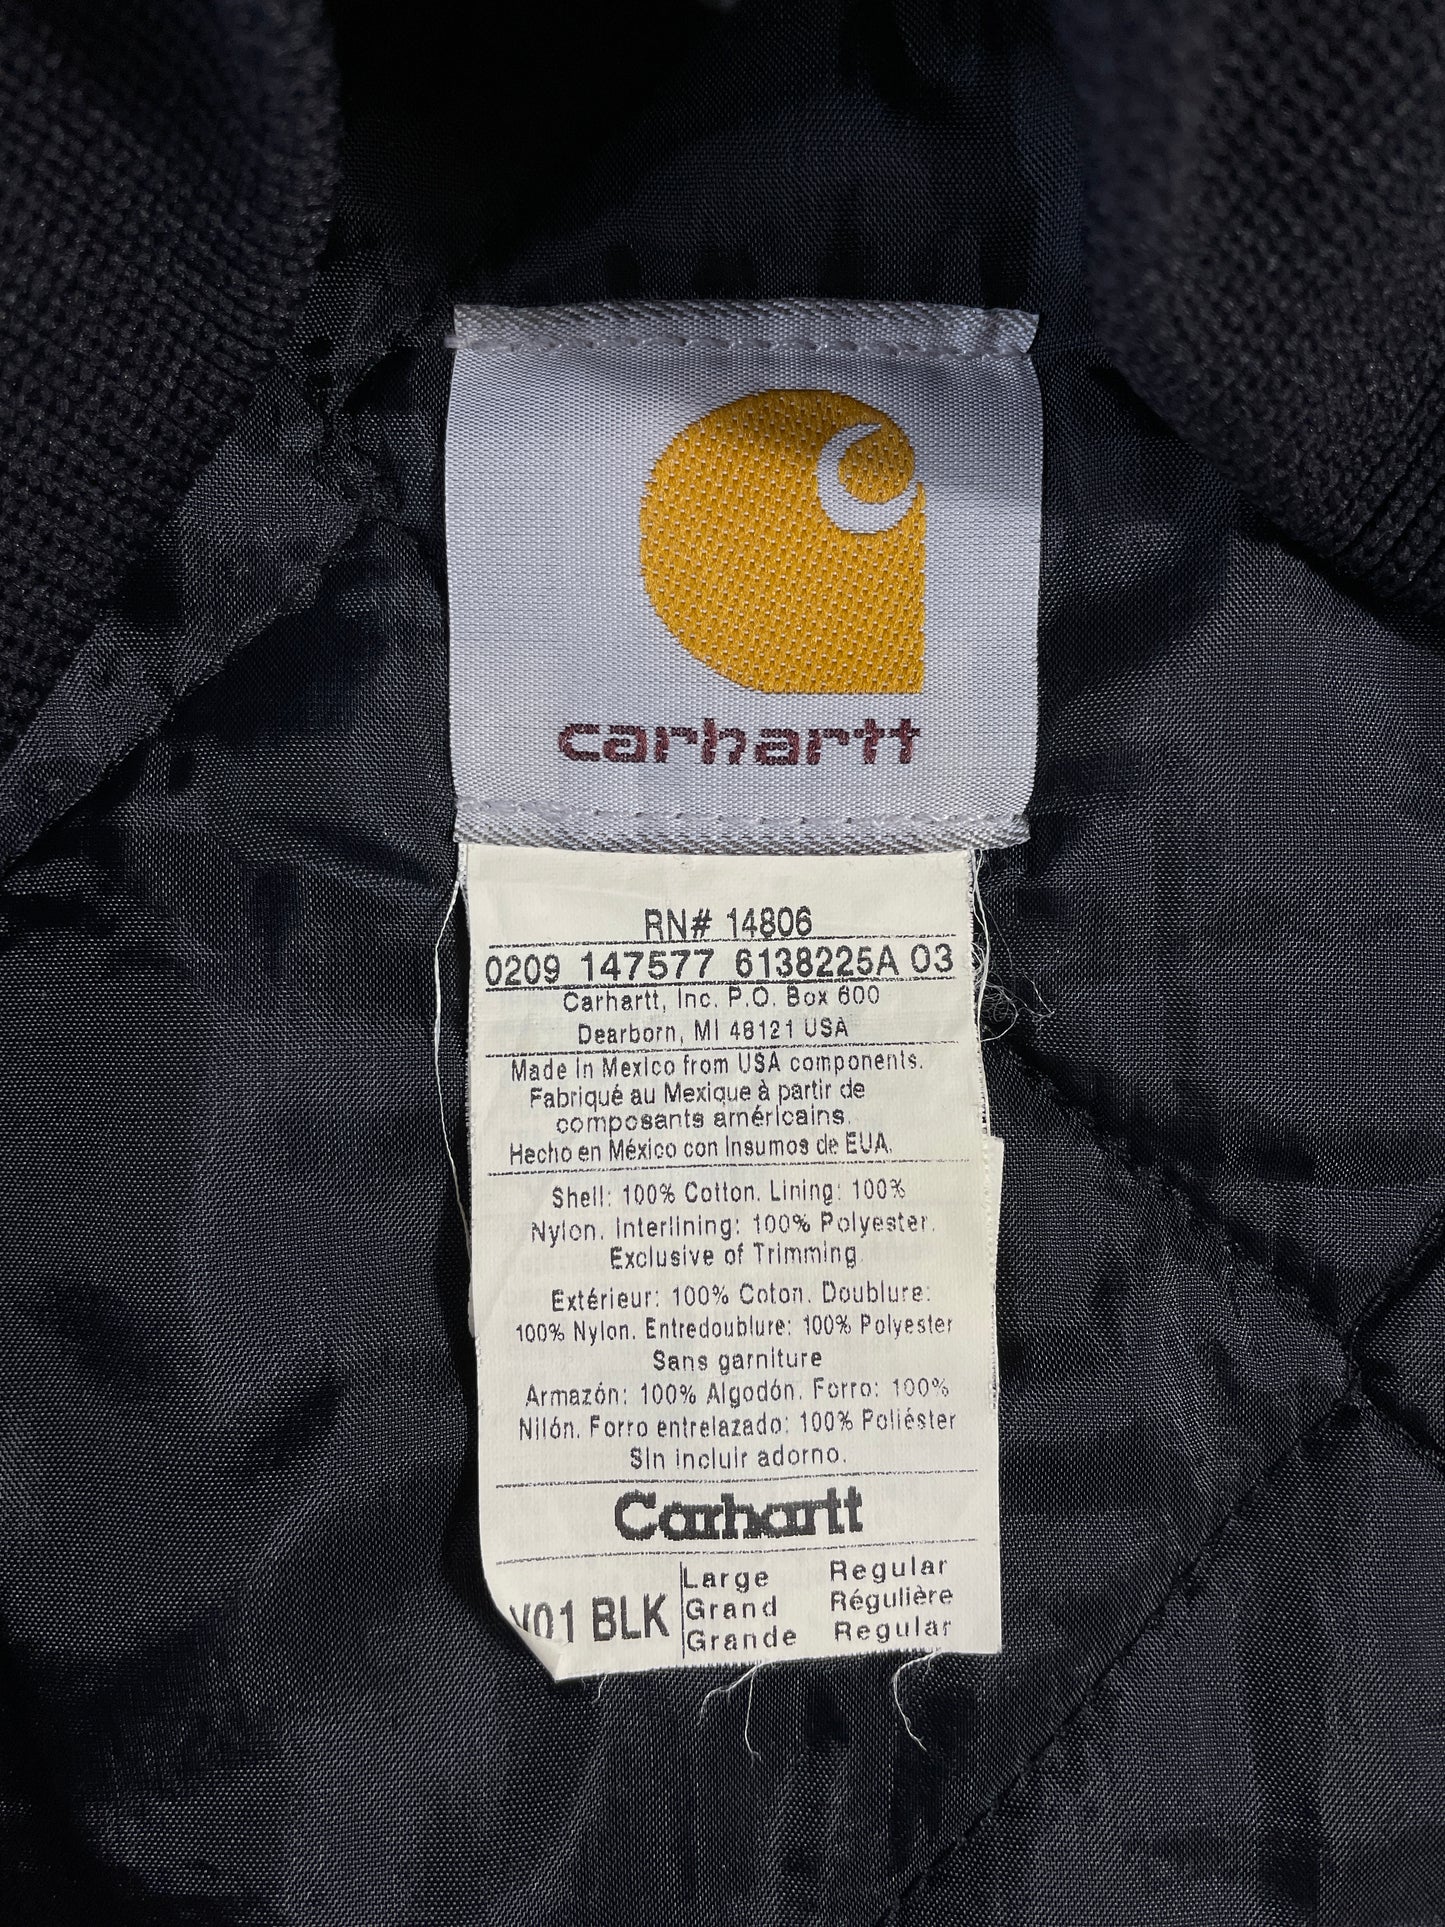 carhartt
RN# 14806
0209 147577 6138225A 03
Carhartt, Inc. P.O. Box 600
Dearborn, MI 48121 USA
Made in Mexico from USA components.
Fabriqué au Mexique à partir de
composants américains.
Hecho en México con Insumos de EUA.
Shell: 100% Cotton. Lining: 100%
Nylon. Interlining: 100% Polyester.
Exclusive of Trimming
Extérieur: 100% Coton. Doublure:
100% Nylon. Entredoublure: 100% Polyester
Sans garniture
Armazón: 100% Algodón. Forro: 100%
Nilón. Forro entrelazado: 100% Poliéster
Sin incluir adorno.
Carhartt
V01 BLK
Large Regular
Grand Régulière
Grande Regular